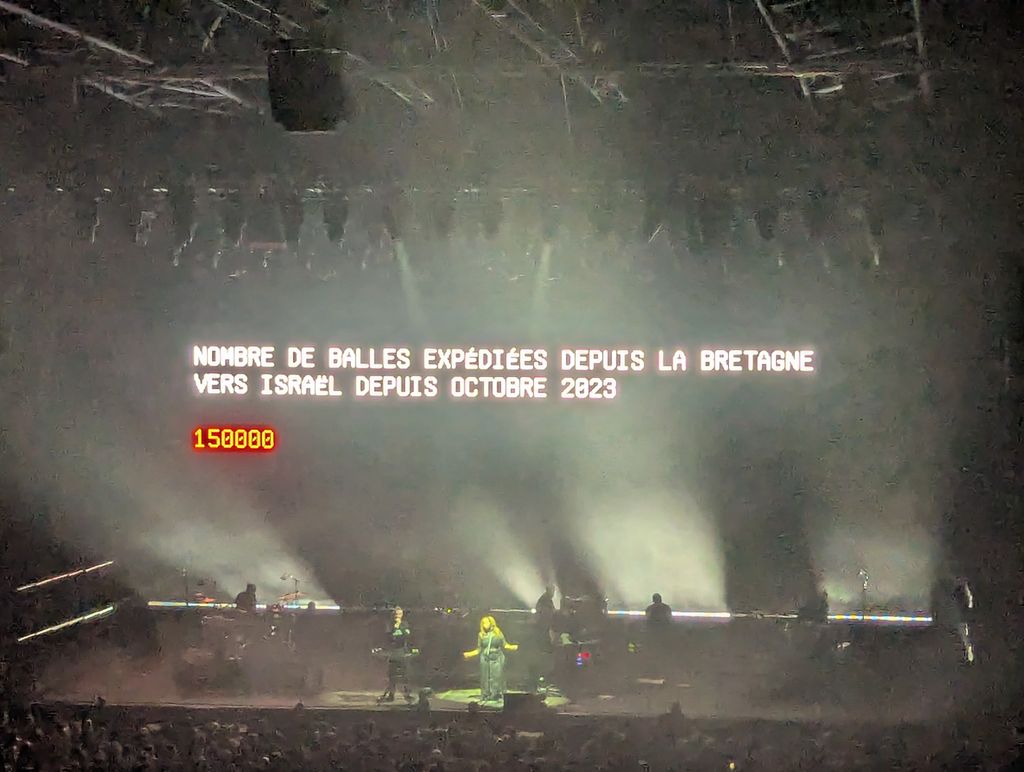 NOMBRE DE BALLES EXPÉDIÉES DEPUIS LA BRETAGNE
VERS ISRAËL DEPUIS OCTOBRE 2023
150000